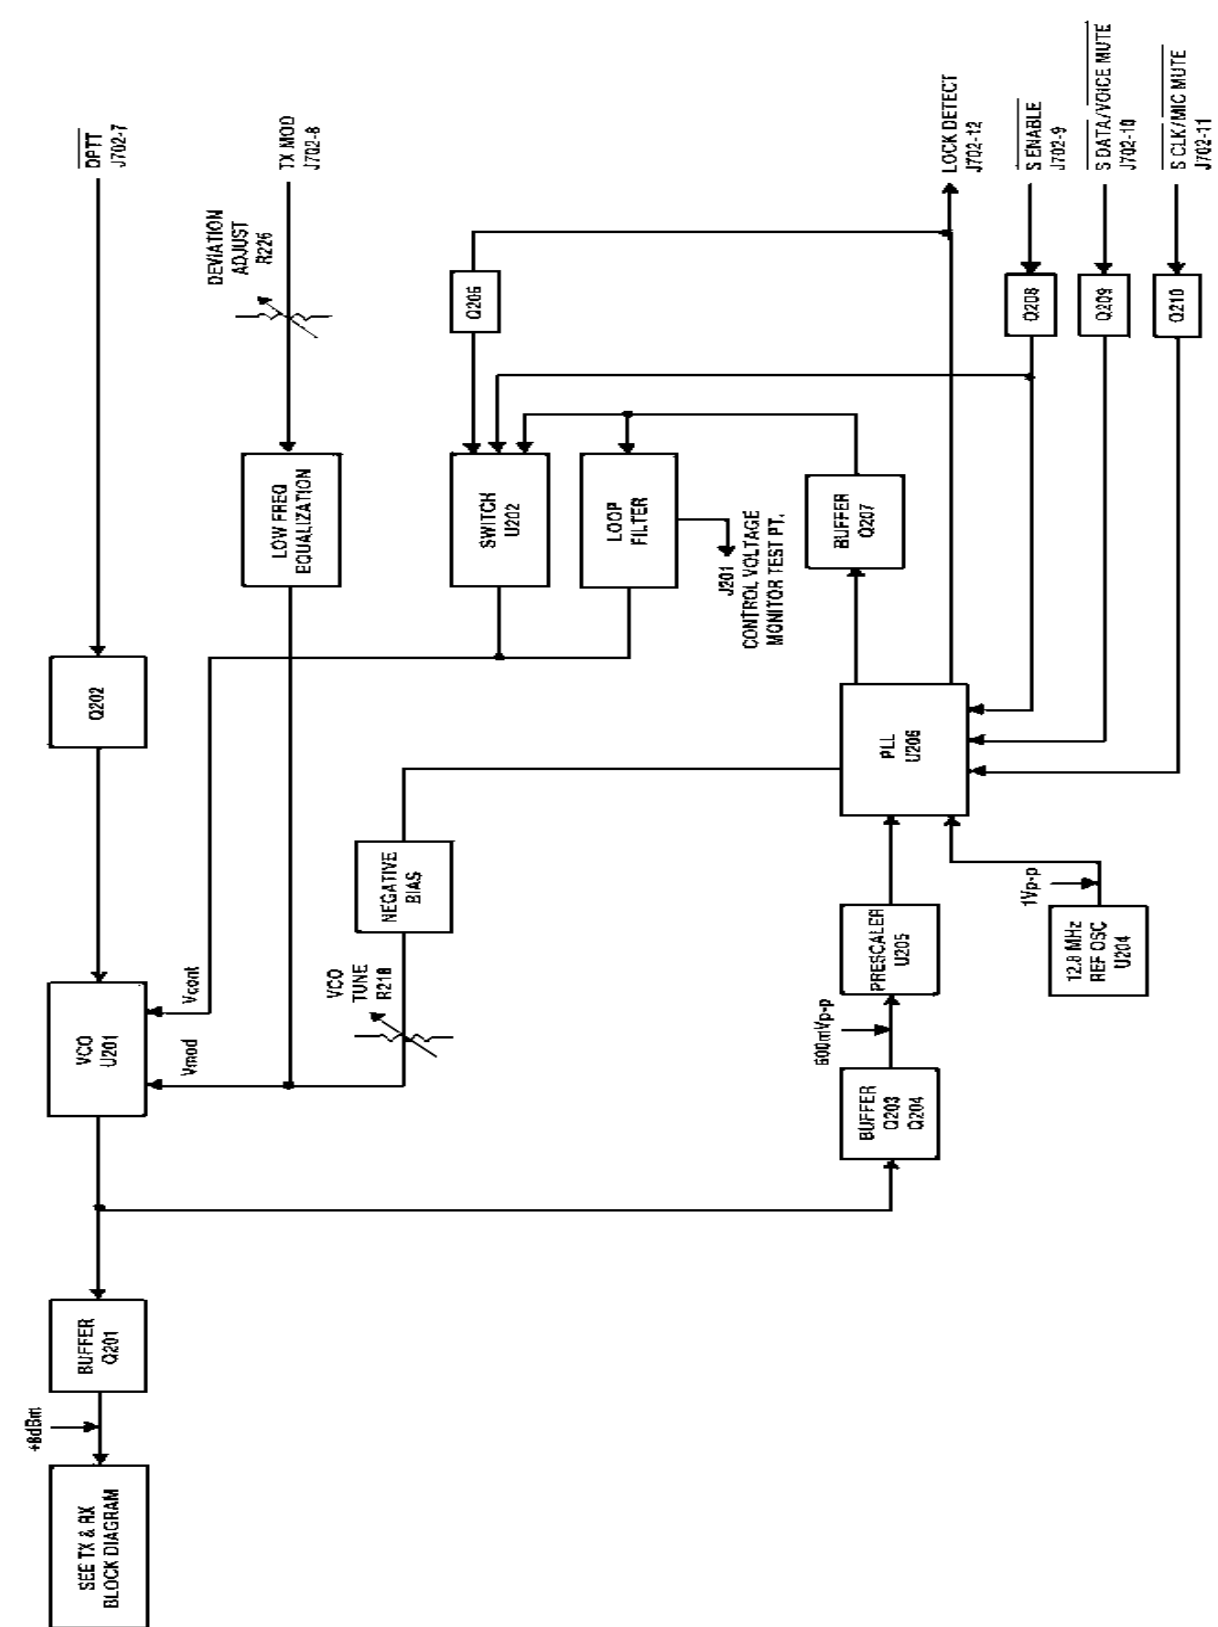 DPTT
J702-7
TX MOD
J702-8
LOCK DETECT
J702-12
S ENABLE
J702-9
S DATA/VOICE MUTE
J702-10
S CLK/MIC MUTE
J702-11
DEVIATION
ADJUST
R226
Q208
Q209
Q210
LOW FREQ
EQUALIZATION
SWITCH
U202
LOOP
FILTER
BUFFER
Q207
J201
CONTROL VOLTAGE
MONITOR TEST PT.
Q202
PLL
U206
NEGATIVE
BIAS
VCO
TUNE
R218
VCO
U201
Vcont
Vmod
PRESCALER
U205
12.8 MHz
REF OSC
U204
1Vp-p
600mVp-p
BUFFER
Q203
Q204
BUFFER
Q201
+8dBm
SEE TX & RX
BLOCK DIAGRAM